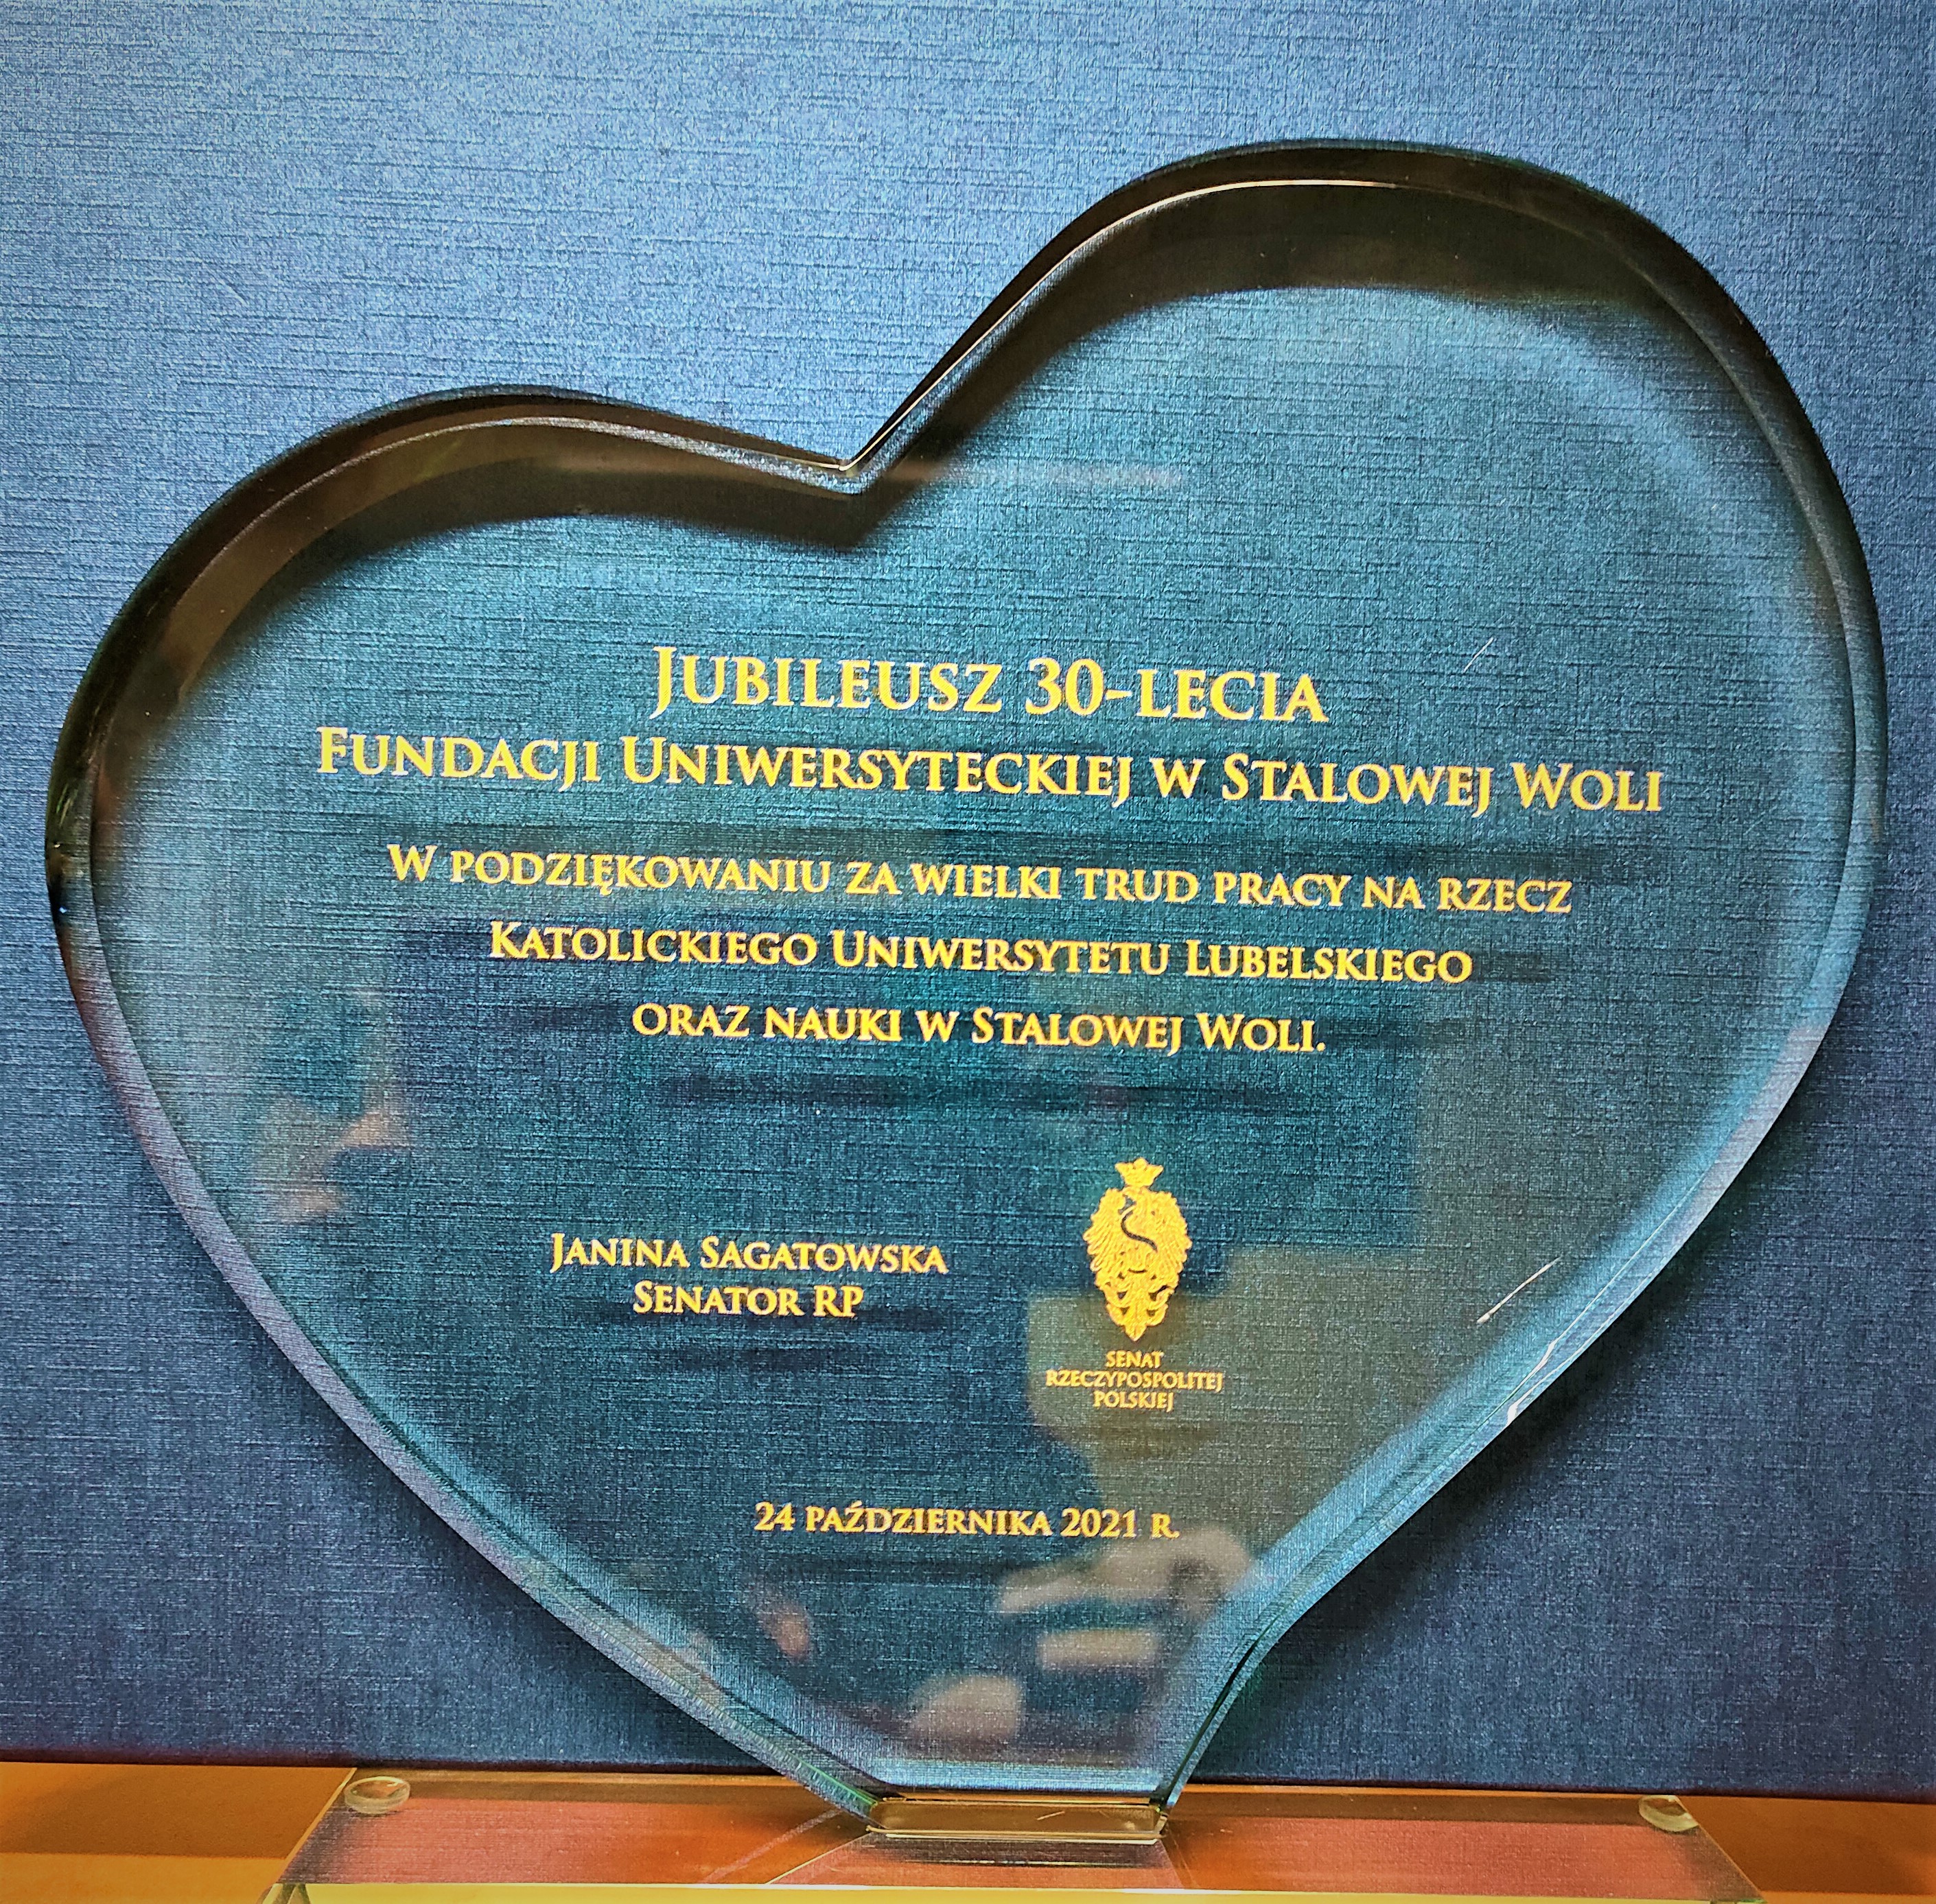 Jubileusz 30-lecia
Fundacji Uniwersyteckiej w Stalowej Woli
W podziękowaniu za wielki trud pracy na rzecz
Katolickiego Uniwersytetu Lubelskiego
oraz nauki w Stalowej Woli.
Janina Sagatowska
Senator RP
SENAT
RZECZYPOSPOLITEJ
POLSKIEJ
24 października 2021 r.